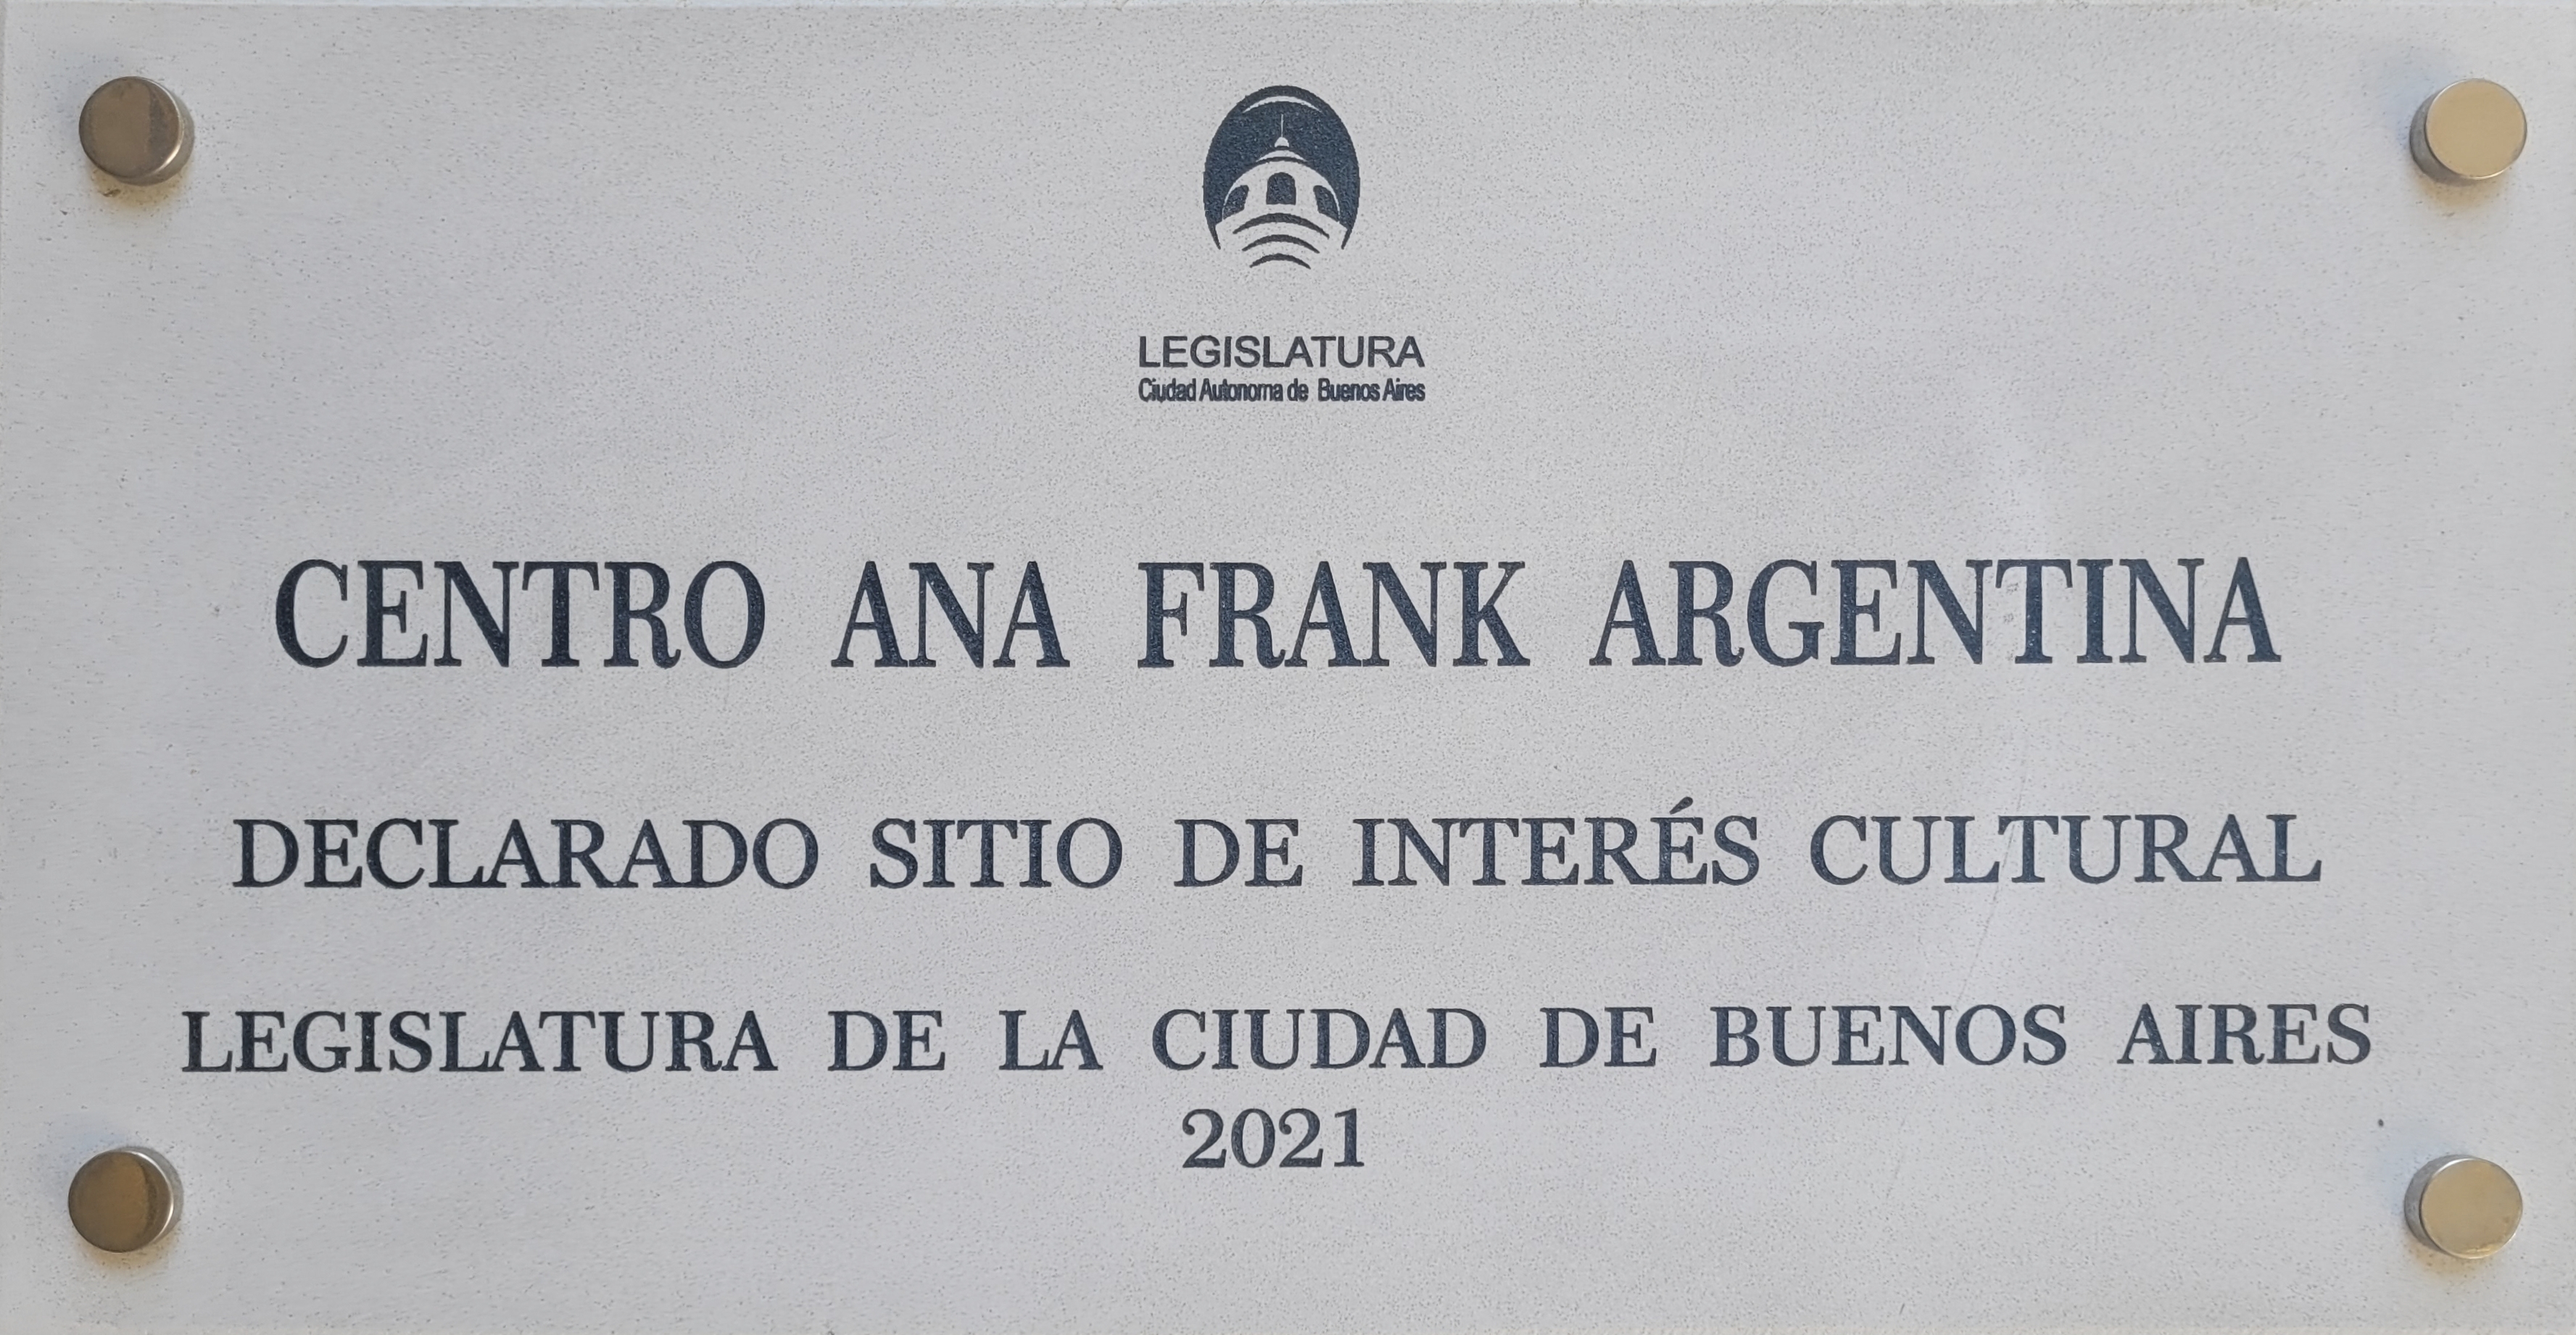 LEGISLATURA
Ciudad Autonoma de Buenos Aires
CENTRO ANA FRANK ARGENTINA
DECLARADO SITIO DE INTERÉS CULTURAL
LEGISLATURA DE LA CIUDAD DE BUENOS AIRES
2021